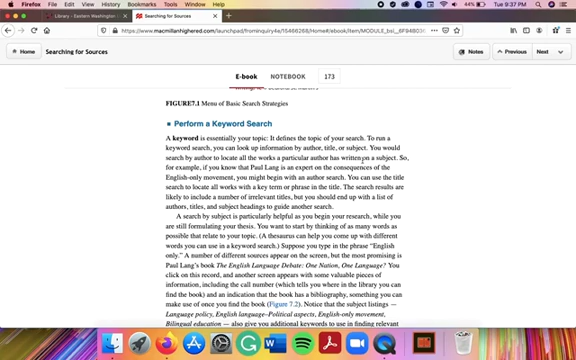 Firefox File Edit View History Bookmarks Tools Window Help
44% Tue 9:37 PM
Library - Eastern Washington
Searching for Sources
Home
Searching for Sources
Notes
Previous
Next
E-book NOTEBOOK 173
FIGURE7.1 Menu of Basic Search Strategies
Perform a Keyword Search
A keyword is essentially your topic: It defines the topic of your search. To run a
keyword search, you can look up information by author, title, or subject. You would
search by author to locate all the works a particular author has written on a subject. So,
for example, if you know that Paul Lang is an expert on the consequences of the
English-only movement, you might begin with an author search. You can use the title
search to locate all works with a key term or phrase in the title. The search results are
likely to include a number of irrelevant titles, but you should end up with a list of
authors, titles, and subject headings to guide another search.
A search by subject is particularly helpful as you begin your research, while you
are still formulating your thesis. You want to start by thinking of as many words as
possible that relate to your topic. (A thesaurus can help you come up with different
words you can use in a keyword search.) Suppose you type in the phrase “English
only.” A number of different sources appear on the screen, but the most promising is
Paul Lang’s book The English Language Debate: One Nation, One Language? You
click on this record, and another screen appears with some valuable pieces of
information, including the call number (which tells you where in the library you can
find the book) and an indication that the book has a bibliography, something you can
make use of once you find the book (Figure 7.2). Notice that the subject listings —
Language policy, English language–Political aspects, English-only movement,
Bilingual education — also give you additional keywords to use in finding relevant